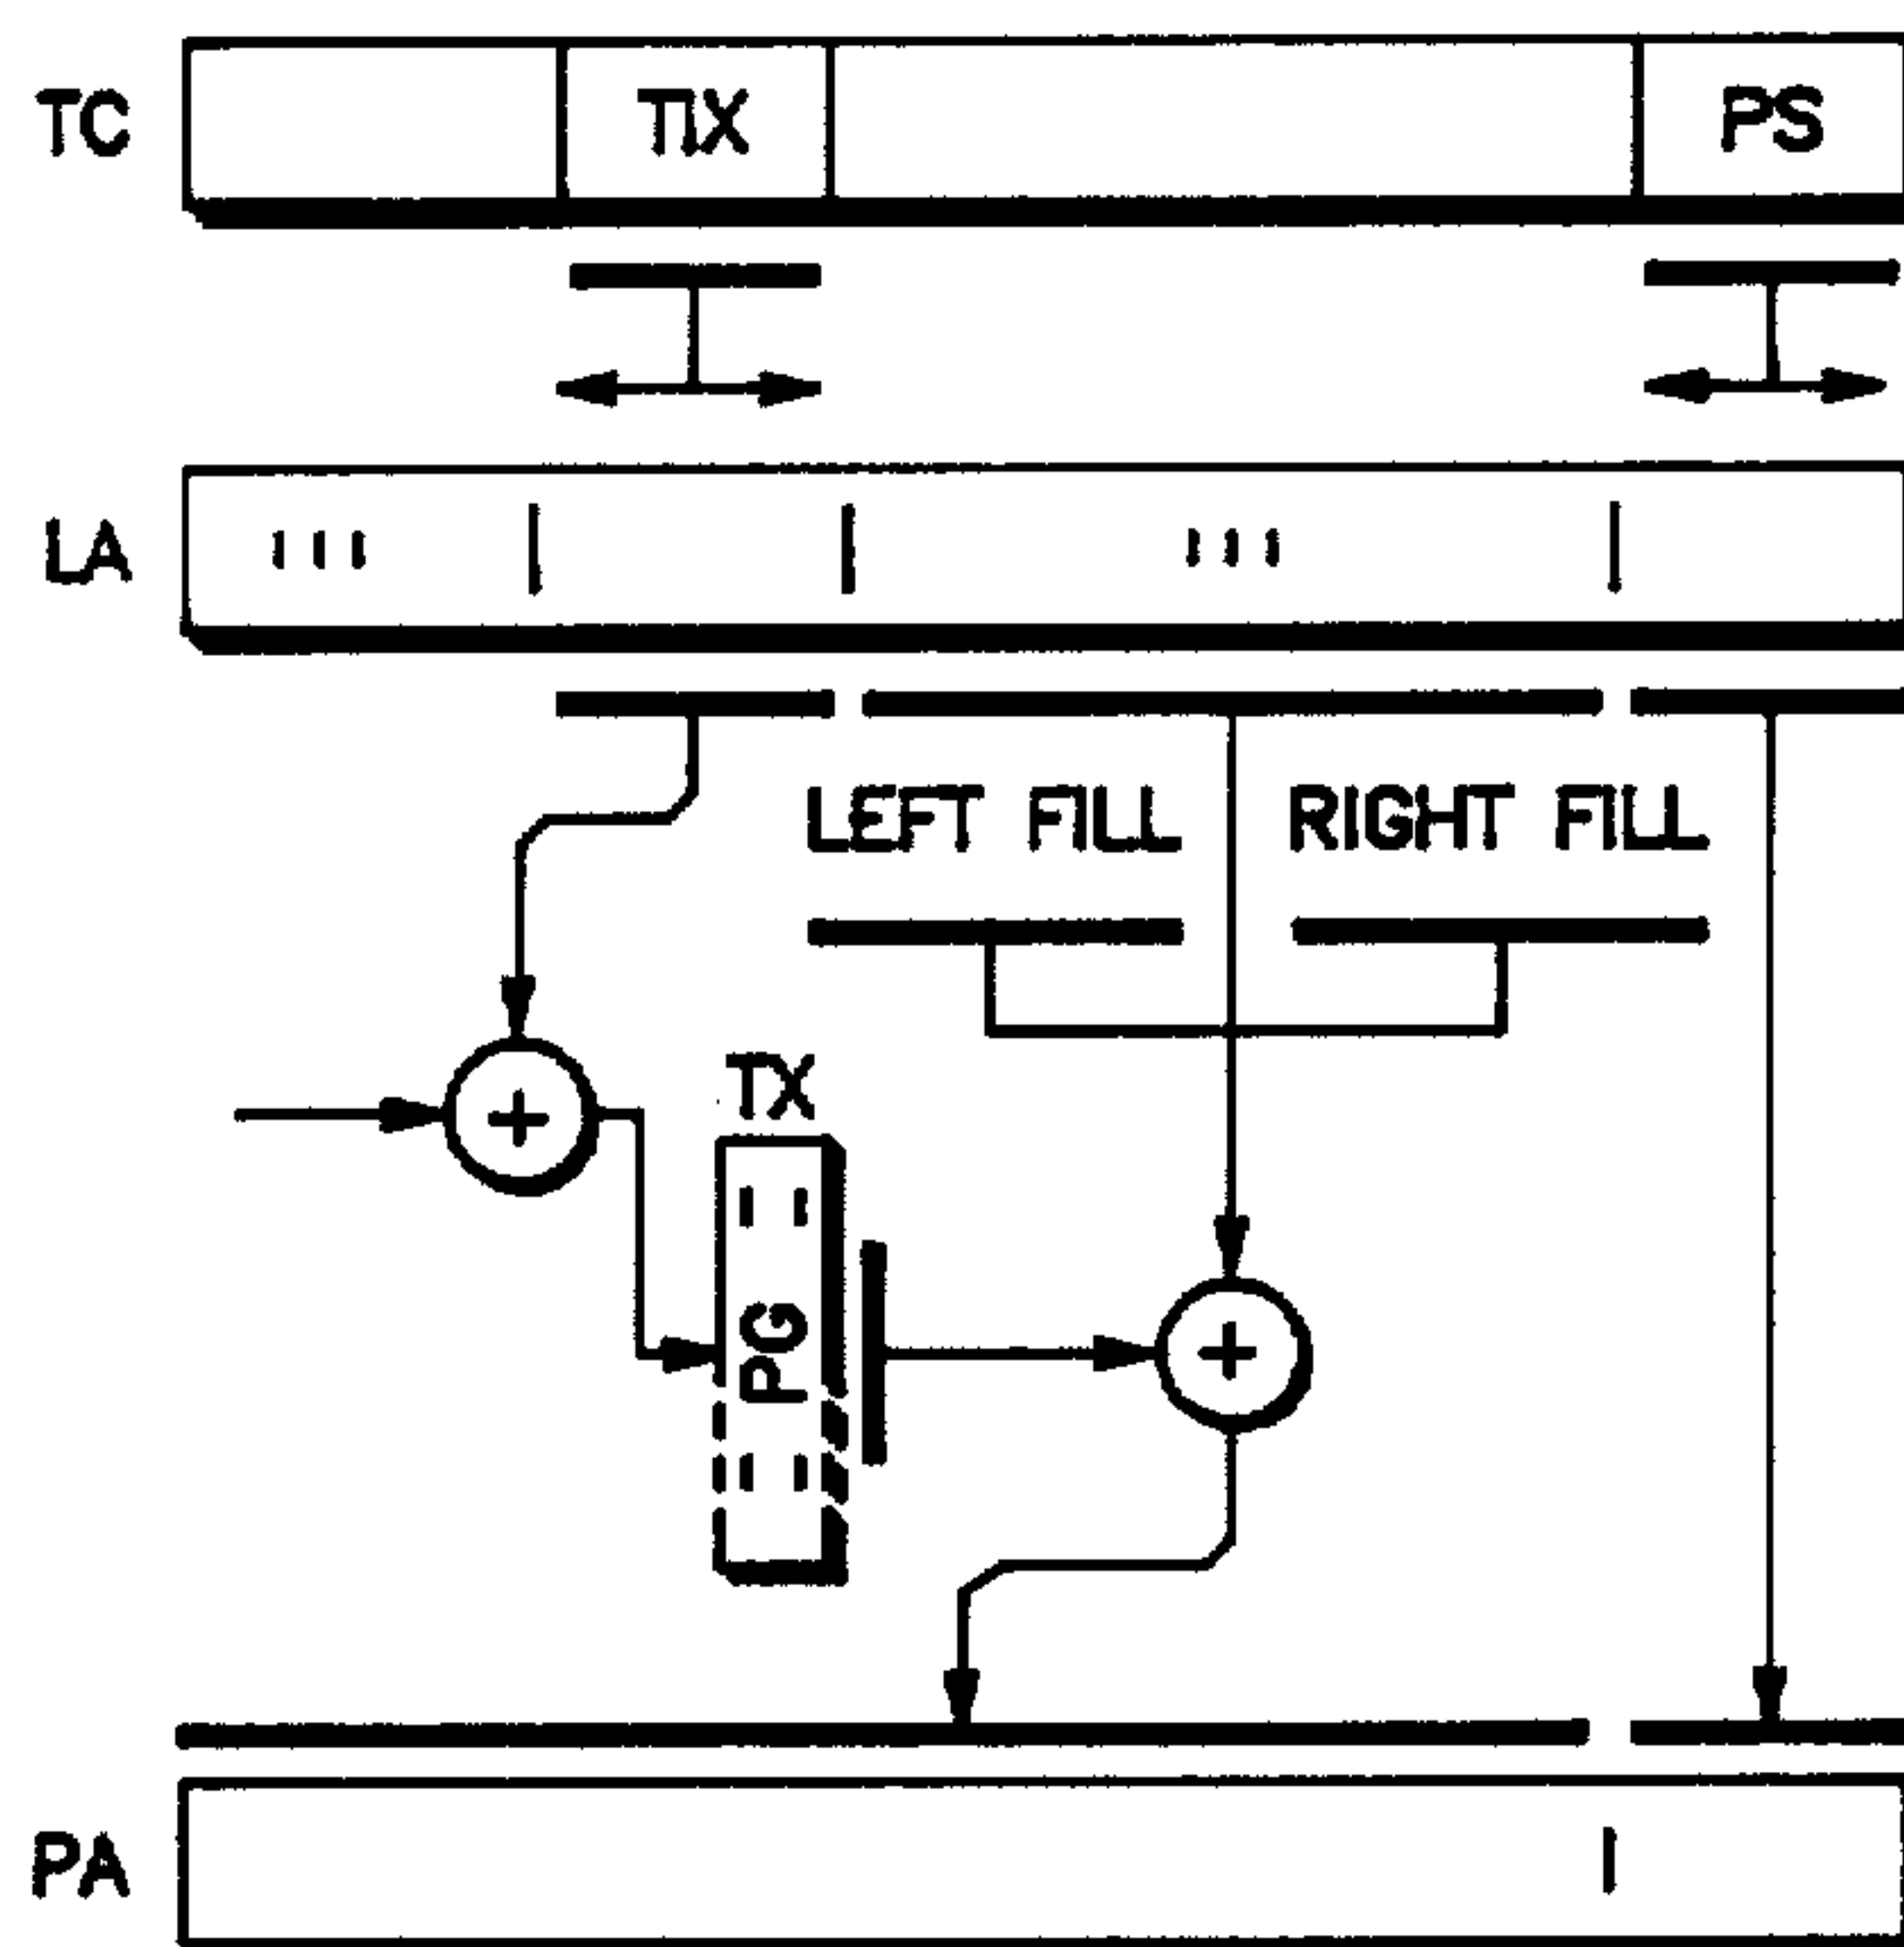 TC TIX PS
LA
LEFT FILL RIGHT FILL
+
TX
PG
+
PA